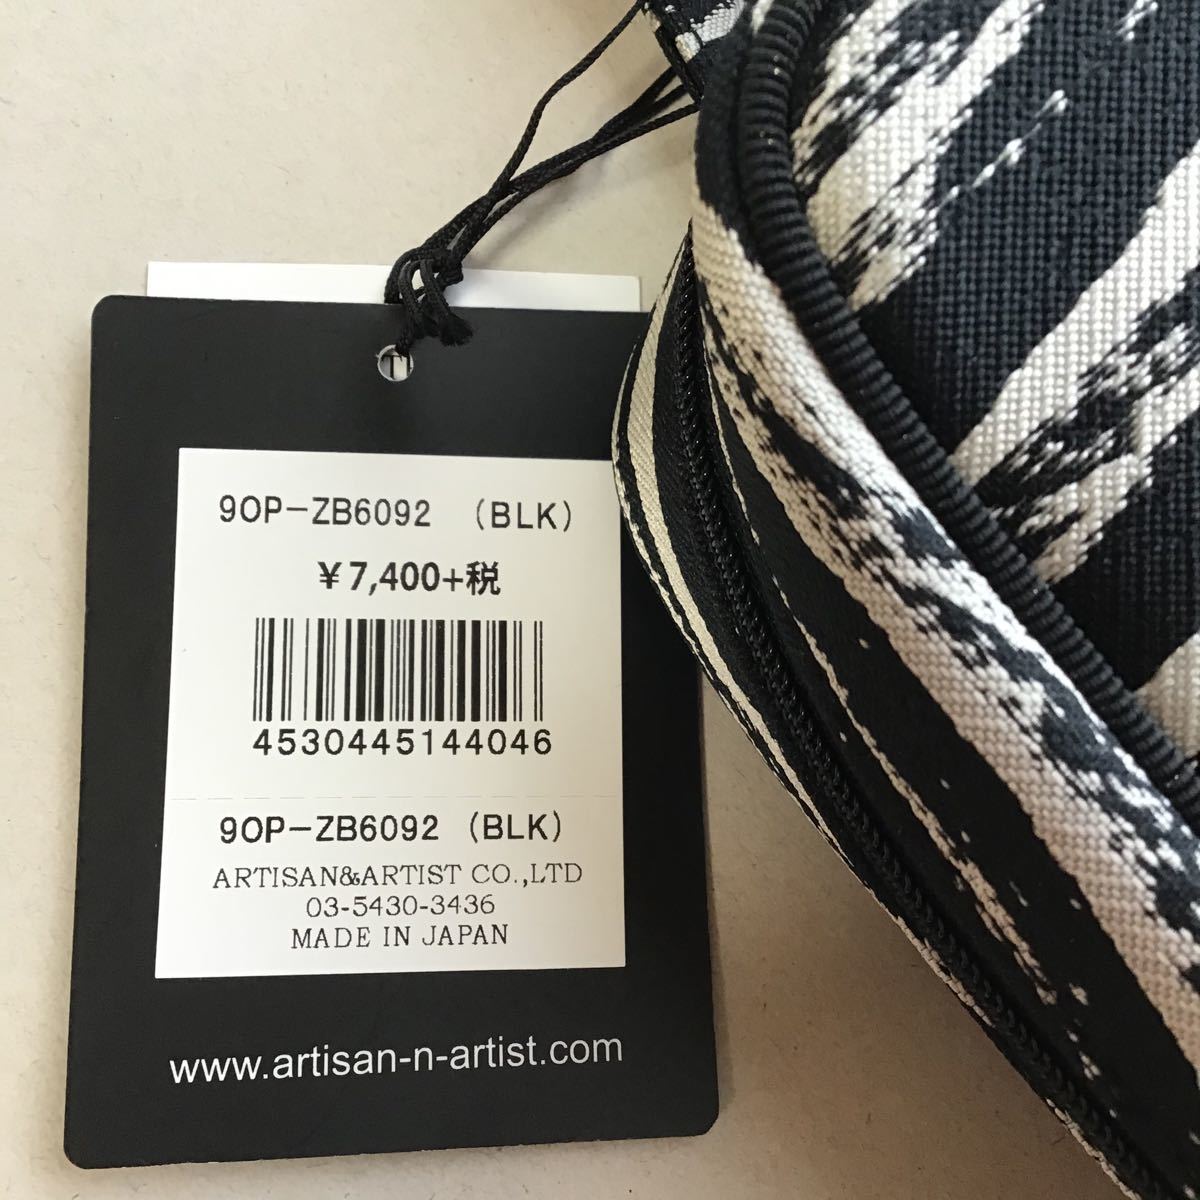 9OP-ZB6092 (BLK)
¥7,400+税
4530445144046
9OP-ZB6092 (BLK)
ARTISAN&ARTIST CO.,LTD
03-5430-3436
MADE IN JAPAN
www.artisan-n-artist.com